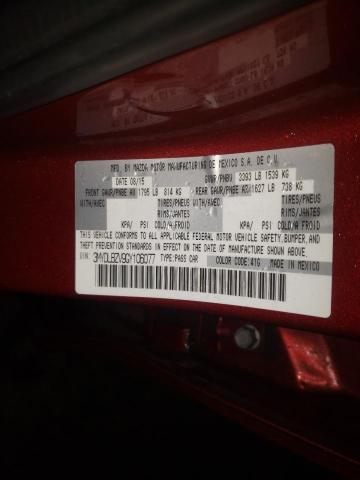 MFD. BY MAZDA MOTOR MANUFACTURING DE MEXICO S.A. DE C.V.
DATE 08/15 GVWR/PNBV 3393 LB 1539 KG
FRONT GAWR/PNBE AV 1795 LB 814 KG REAR GAWR/PNBE AR 1627 LB 738 KG
WITH/AVEC TIRES/PNEUS WITH/AVEC TIRES/PNEUS
RIMS/JANTES RIMS/JANTES
KPA/ PSI COLD/A FROID KPA/ PSI COLD/A FROID
THIS VEHICLE CONFORMS TO ALL APPLICABLE FEDERAL MOTOR VEHICLE SAFETY, BUMPER, AND
THEFT PREVENTION STANDARDS IN EFFECT ON THE DATE OF MANUFACTURE SHOWN ABOVE.
VIN: 3MYDLBZV9GY106077 TYPE: PASS CAR COLOR CODE: 41G MADE IN MEXICO